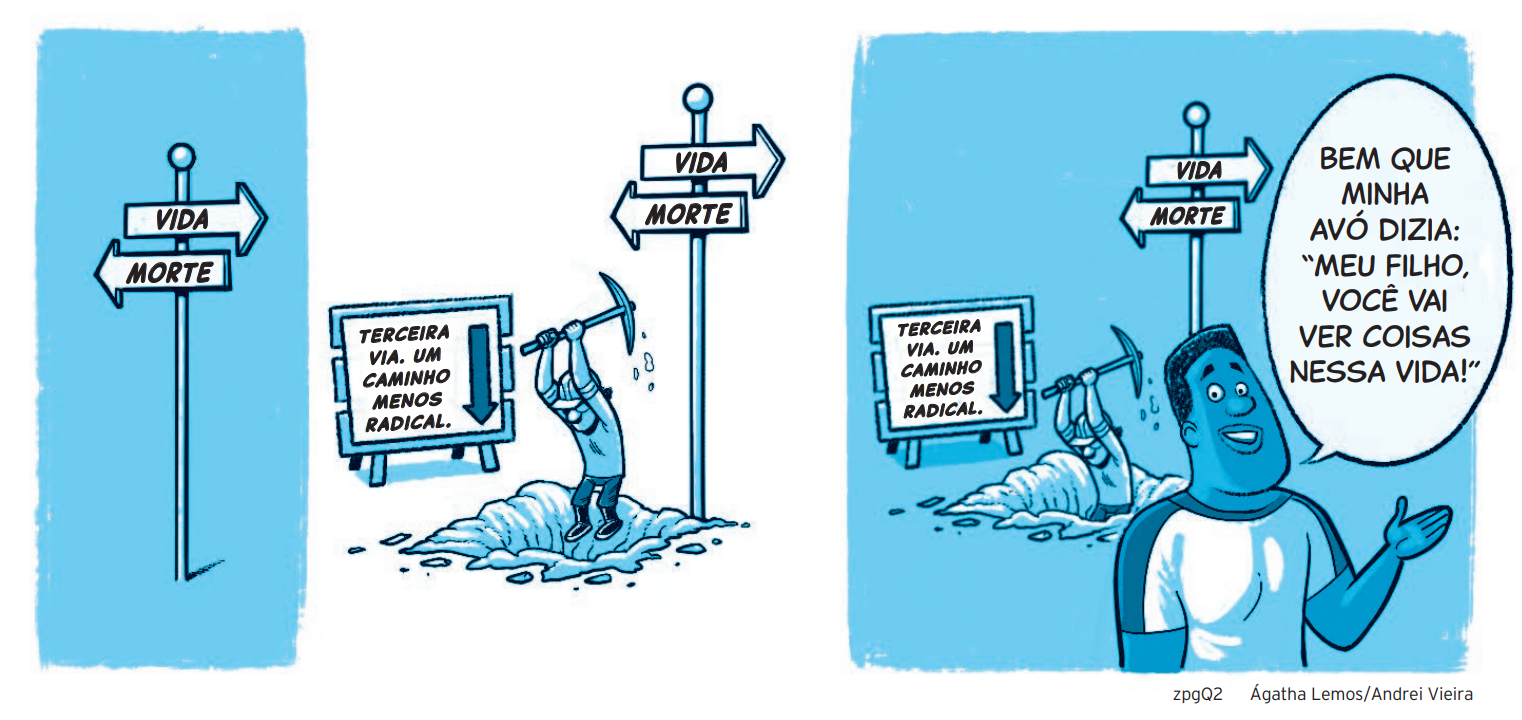 VIDA
MORTE
VIDA
MORTE
TERCEIRA
VIA. UM
CAMINHO
MENOS
RADICAL.
VIDA
MORTE
TERCEIRA
VIA. UM
CAMINHO
MENOS
RADICAL.
BEM QUE
MINHA
AVÓ DIZIA:
“MEU FILHO,
VOCÊ VAI
VER COISAS
NESSA VIDA!”
zpgQ2 Ágatha Lemos/Andrei Vieira